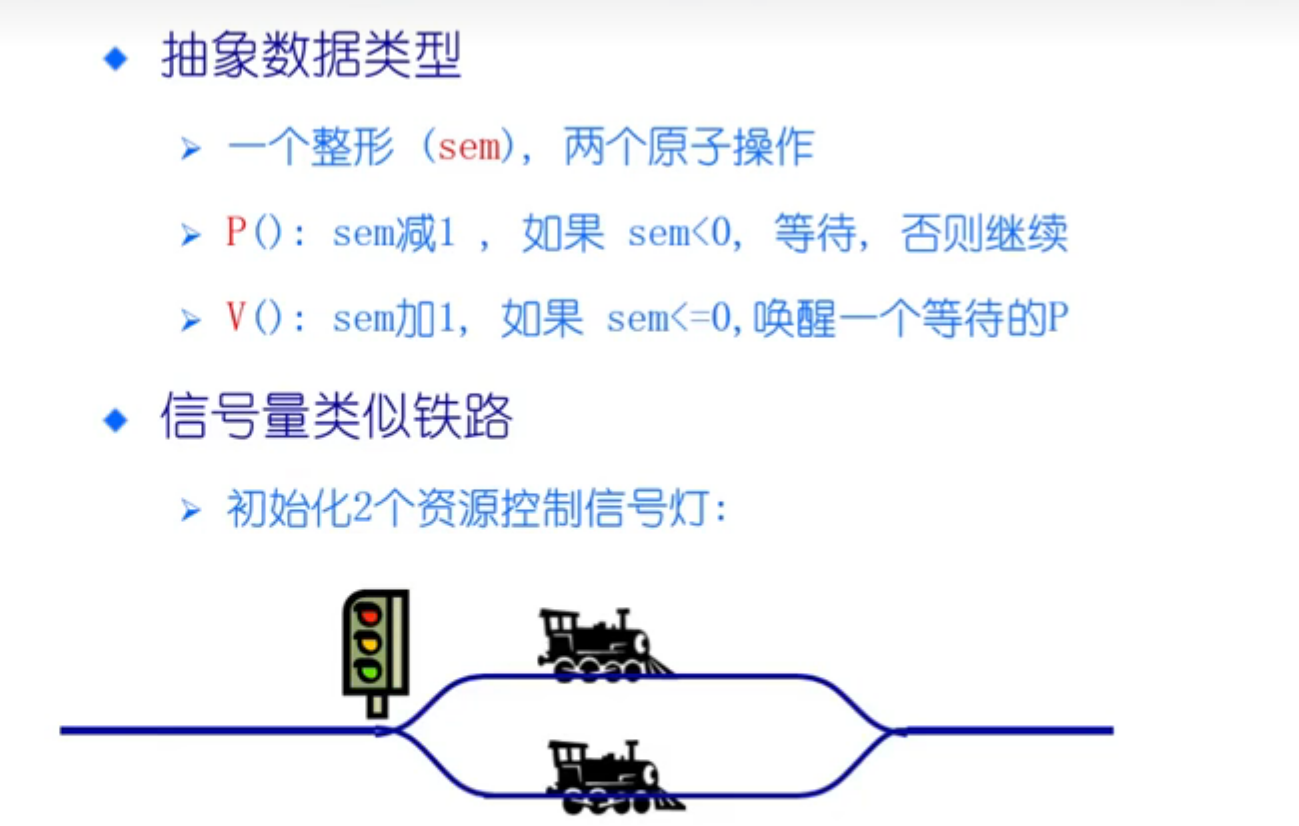 抽象数据类型
一个整形 (sem), 两个原子操作
P(): sem减1 , 如果 sem<0, 等待, 否则继续
V(): sem加1, 如果 sem<=0,唤醒一个等待的P
信号量类似铁路
初始化2个资源控制信号灯: